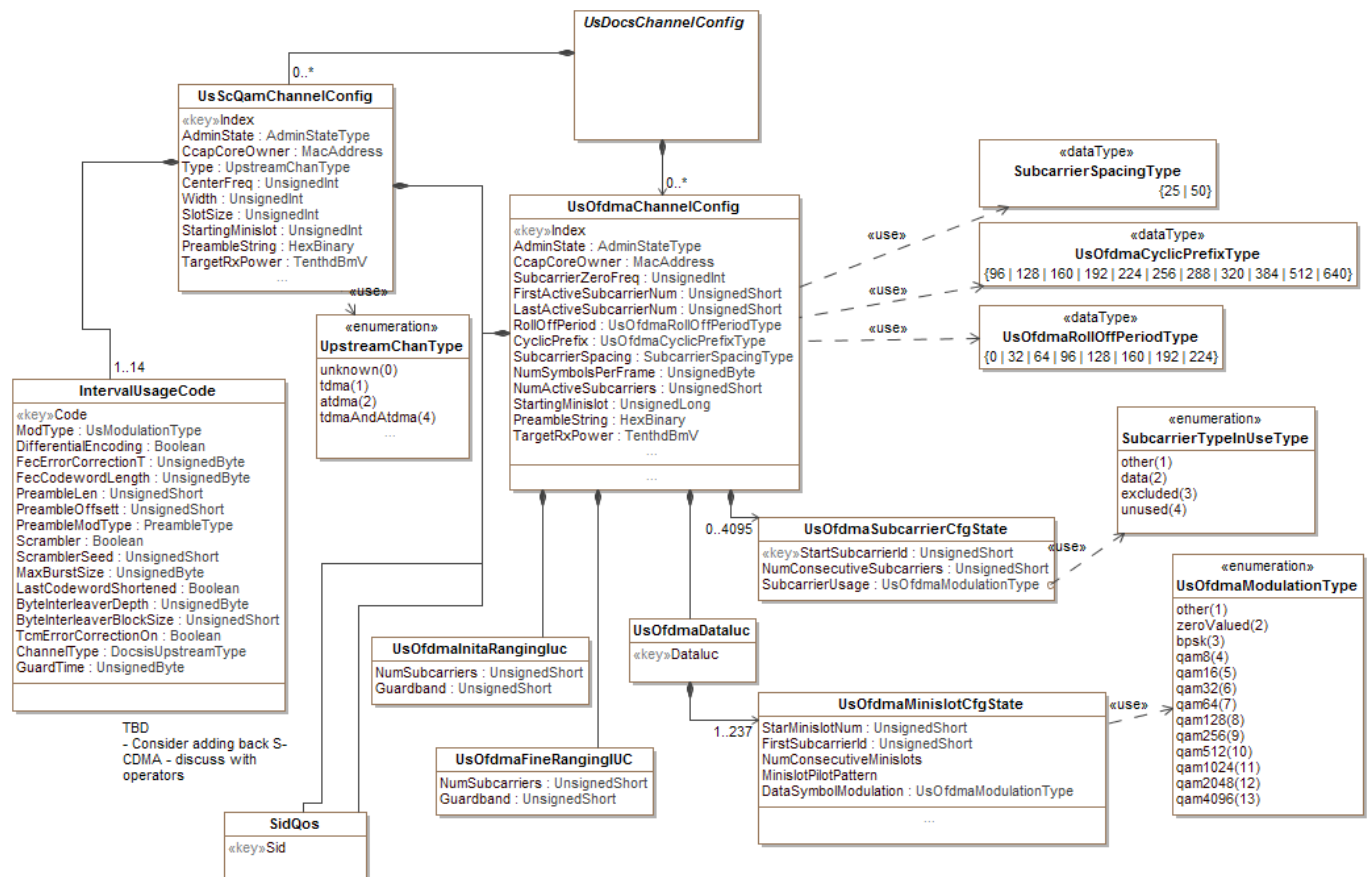 UsDocsChannelConfig
0..*
UsScQamChannelConfig
«key»Index
AdminState : AdminStateType
CcapCoreOwner : MacAddress
Type : UpstreamChanType
CenterFreq : UnsignedInt
Width : UnsignedInt
SlotSize : UnsignedInt
StartingMinislot : UnsignedInt
PreambleString : HexBinary
TargetRxPower : TenthdBmV
...
«use»
«enumeration»
UpstreamChanType
unknown(0)
tdma(1)
atdma(2)
tdmaAndAtdma(4)
...
1..14
IntervalUsageCode
«key»Code
ModType : UsModulationType
DifferentialEncoding : Boolean
FecErrorCorrectionT : UnsignedByte
FecCodewordLength : UnsignedByte
PreambleLen : UnsignedShort
PreambleOffsett : UnsignedShort
PreambleModType : PreambleType
Scrambler : Boolean
ScramblerSeed : UnsignedShort
MaxBurstSize : UnsignedByte
LastCodewordShortened : Boolean
ByteInterleaverDepth : UnsignedByte
ByteInterleaverBlockSize : UnsignedShort
TcmErrorCorrectionOn : Boolean
ChannelType : DocsisUpstreamType
GuardTime : UnsignedByte
TBD
- Consider adding back S-
CDMA - discuss with
operators
0..*
UsOfdmaChannelConfig
«key»Index
AdminState : AdminStateType
CcapCoreOwner : MacAddress
SubcarrierZeroFreq : UnsignedInt
FirstActiveSubcarrierNum : UnsignedShort
LastActiveSubcarrierNum : UnsignedShort
RollOffPeriod : UsOfdmaRollOffPeriodType
CyclicPrefix : UsOfdmaCyclicPrefixType
SubcarrierSpacing : SubcarrierSpacingType
NumSymbolsPerFrame : UnsignedByte
NumActiveSubcarriers : UnsignedShort
StartingMinislot : UnsignedLong
PreambleString : HexBinary
TargetRxPower : TenthdBmV
...
...
«use»
«dataType»
SubcarrierSpacingType
{25 | 50}
«use»
«dataType»
UsOfdmaCyclicPrefixType
{96 | 128 | 160 | 192 | 224 | 256 | 288 | 320 | 384 | 512 | 640}
«use»
«dataType»
UsOfdmaRollOffPeriodType
{0 | 32 | 64 | 96 | 128 | 160 | 192 | 224}
«enumeration»
SubcarrierTypeInUseType
other(1)
data(2)
excluded(3)
unused(4)
0..4095
UsOfdmaSubcarrierCfgState
«key»StartSubcarrierId : UnsignedShort
NumConsecutiveSubcarriers : UnsignedShort
SubcarrierUsage : UsOfdmaModulationType
«use»
«enumeration»
UsOfdmaModulationType
other(1)
zeroValued(2)
bpsk(3)
qam8(4)
qam16(5)
qam32(6)
qam64(7)
qam128(8)
qam256(9)
qam512(10)
qam1024(11)
qam2048(12)
qam4096(13)
UsOfdmaInitaRangingIuc
NumSubcarriers : UnsignedShort
Guardband : UnsignedShort
UsOfdmaDataIuc
«key»DataIuc
1..237
UsOfdmaMinislotCfgState
StarMinislotNum : UnsignedShort
FirstSubcarrierId : UnsignedShort
NumConsecutiveMinislots
MinislotPilotPattern
DataSymbolModulation : UsOfdmaModulationType
...
«use»
UsOfdmaFineRangingIUC
NumSubcarriers : UnsignedShort
Guardband : UnsignedShort
SidQos
«key»Sid